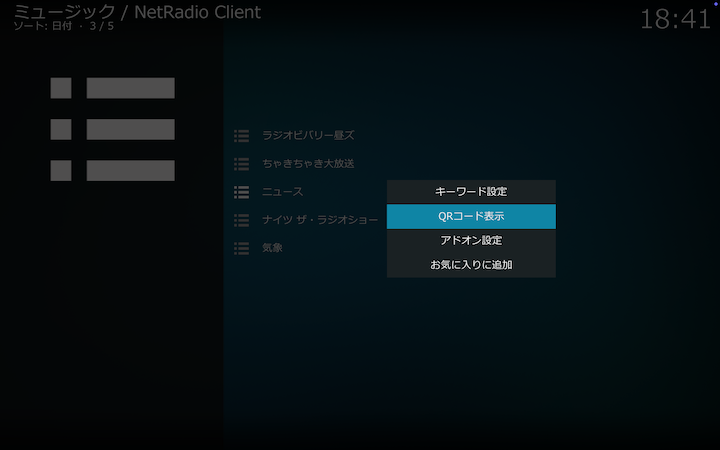 ミュージック / NetRadio Client
ソート: 日付 ・ 3 / 5
18:41
ラジオビバリー昼ズ
ちゃきちゃき大放送
ニュース
ナイツ ザ・ラジオショー
気象
キーワード設定
QRコード表示
アドオン設定
お気に入りに追加